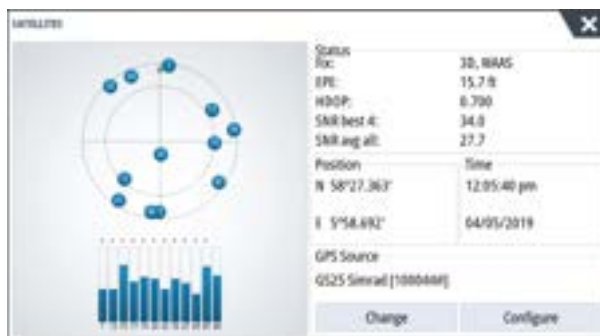 SATELLITES
Status
Fix: 3D, WAAS
EPE: 15.7 ft
HDOP: 0.700
SNR best 4: 34.0
SNR avg all: 27.7
Position Time
N 58°27.363' 12:05:40 pm
E 5°58.692' 04/05/2019
GPS Source
GS25 Simrad
Change Configure